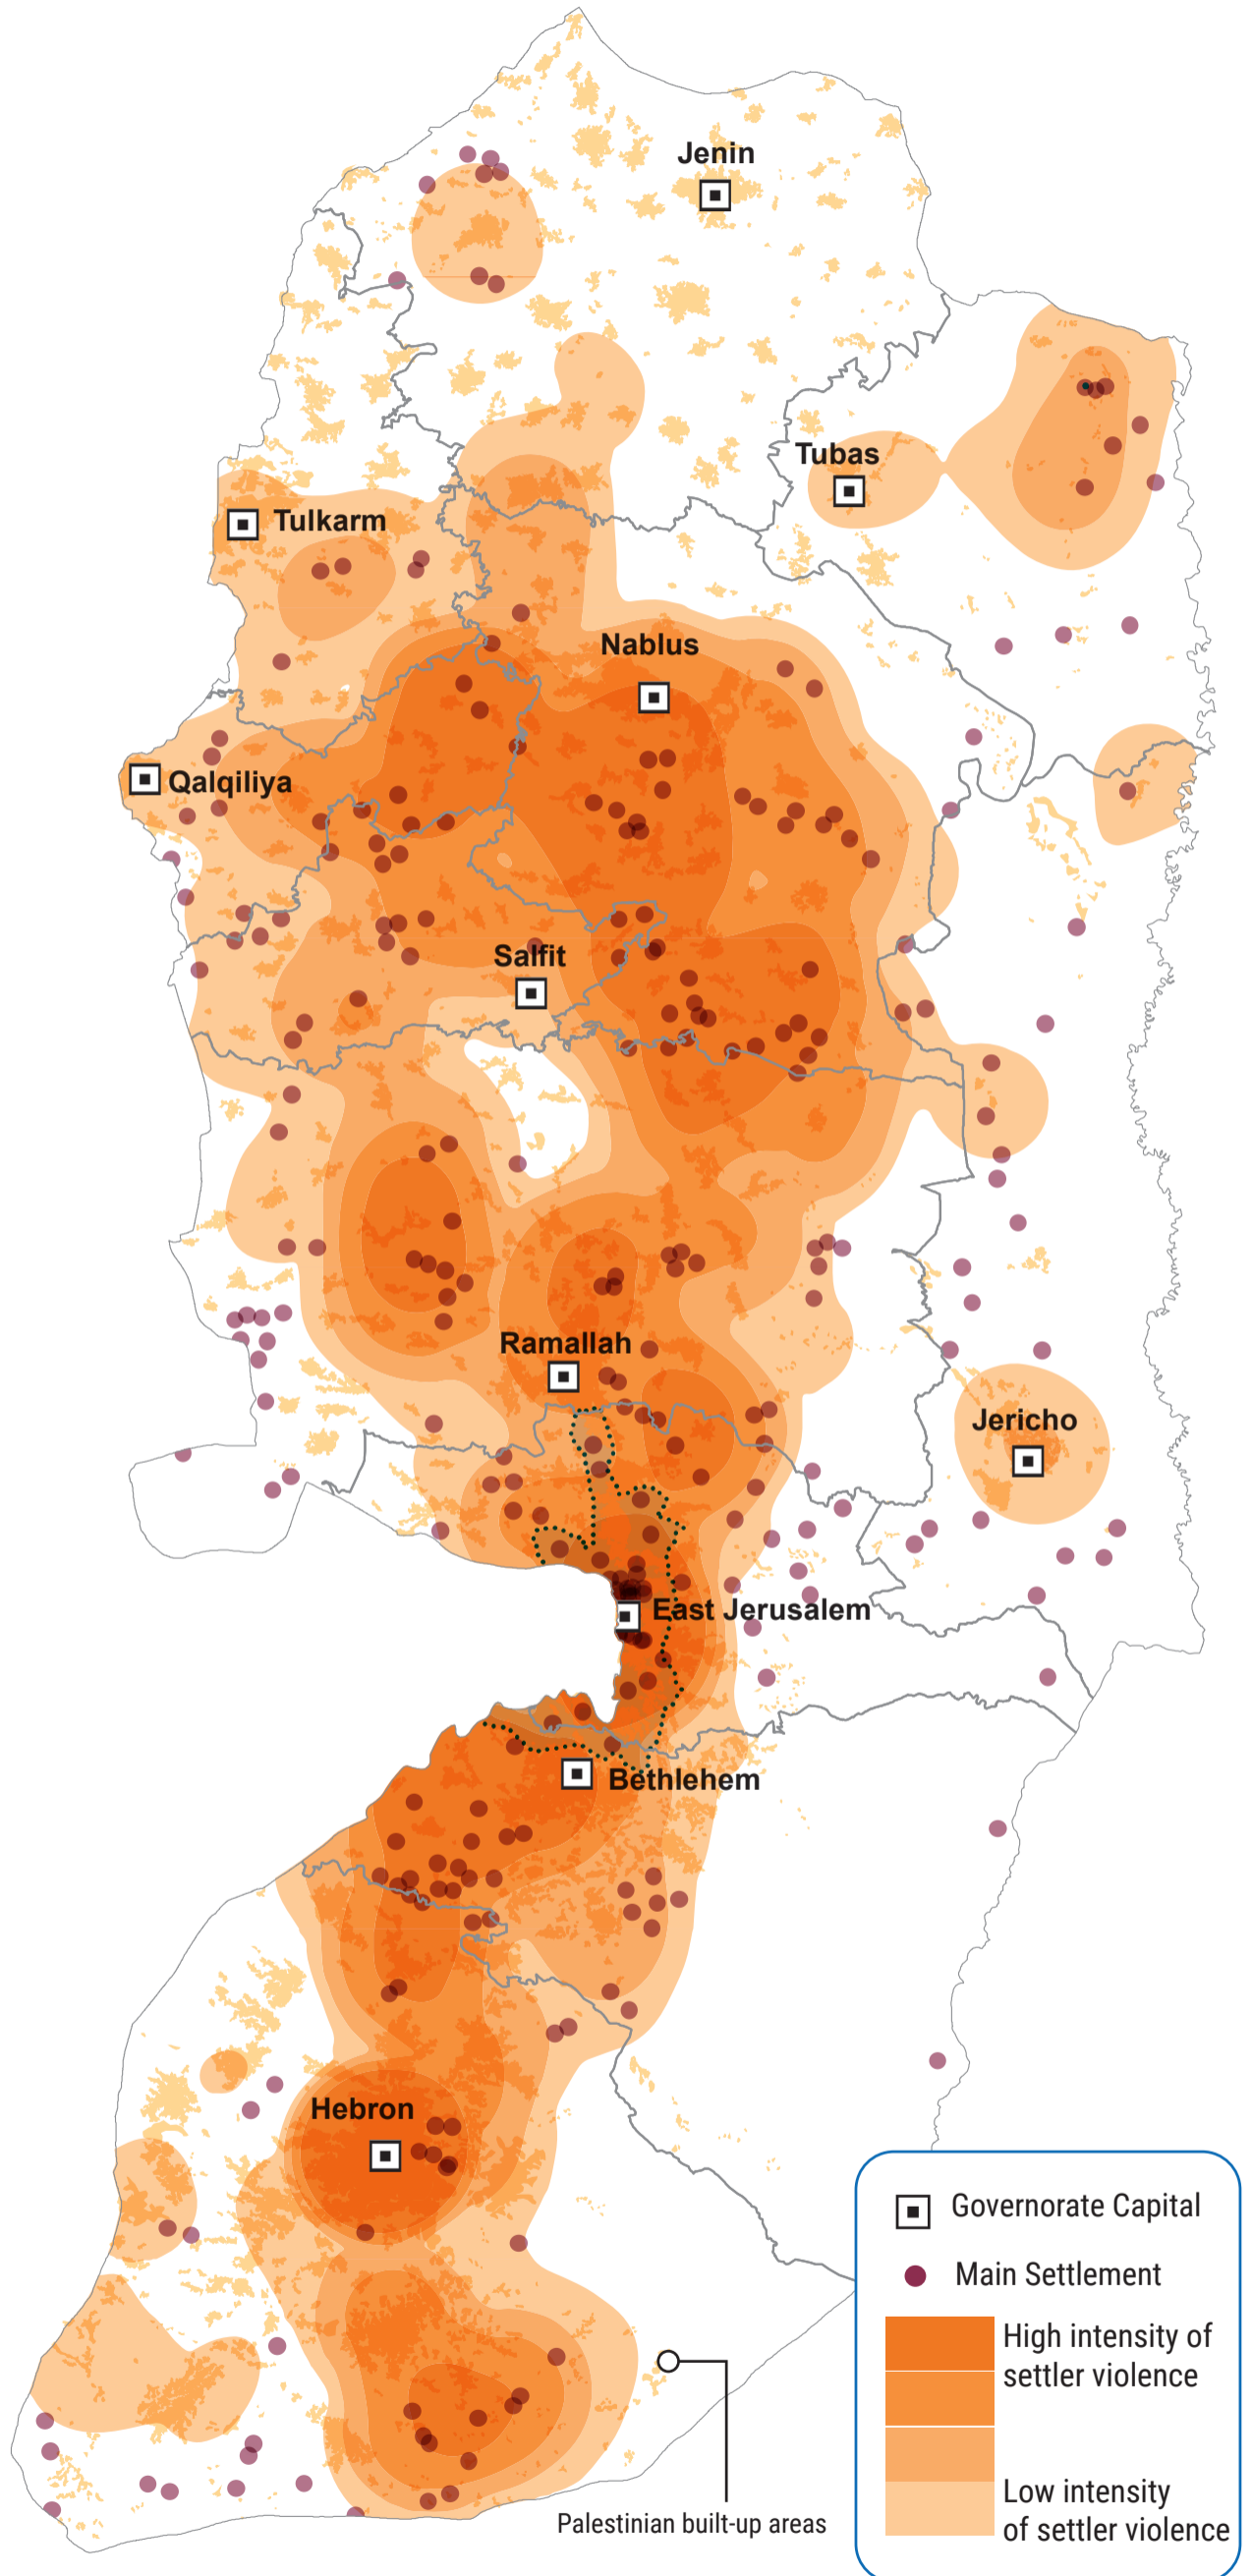 Jenin
Tubas
Tulkarm
Nablus
Qalqiliya
Salfit
Ramallah
Jericho
East Jerusalem
Bethlehem
Hebron
Governorate Capital
Main Settlement
High intensity of
settler violence
Low intensity
of settler violence
Palestinian built-up areas